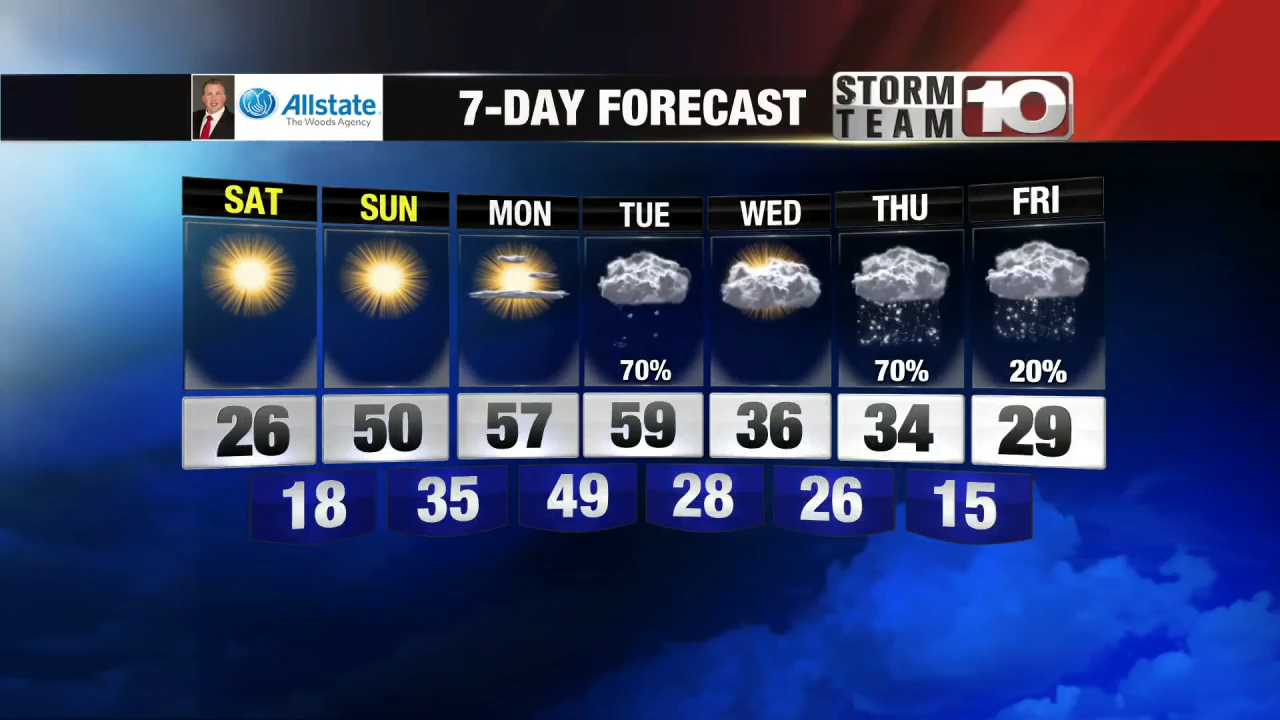 Allstate.
The Woods Agency
7-DAY FORECAST
STORM
TEAM
10
SAT SUN MON TUE WED THU FRI
70% 70% 20%
26 50 57 59 36 34 29
18 35 49 28 26 15